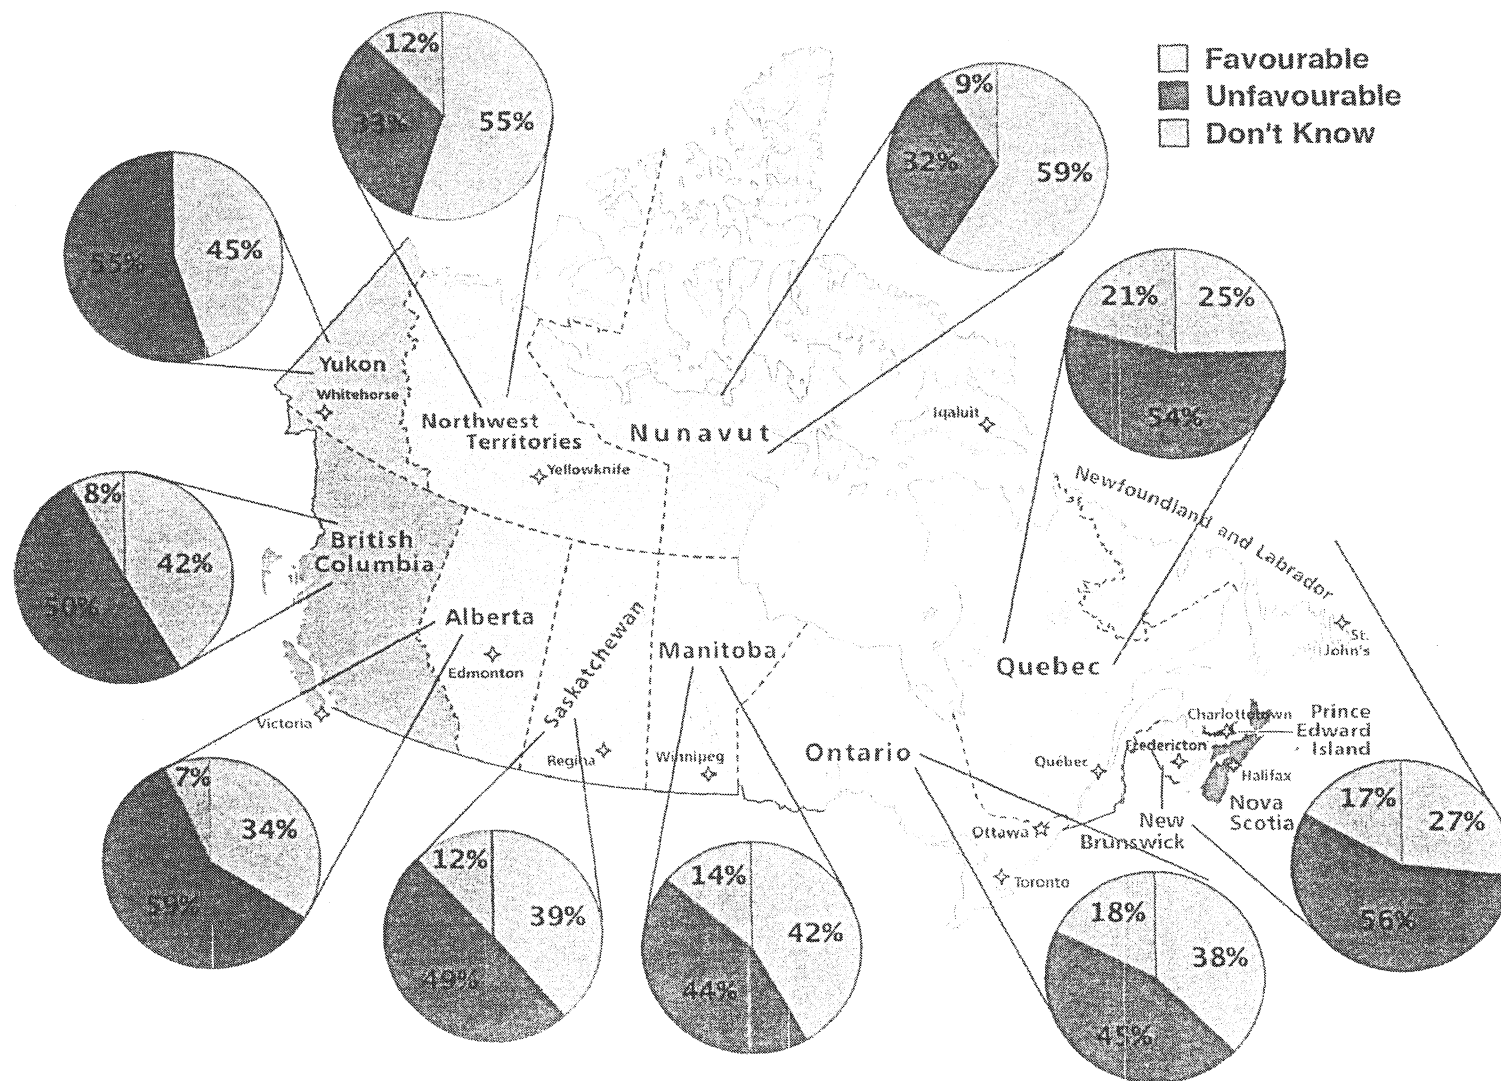 Favourable
Unfavourable
Don't Know
12%
33%
55%
9%
32%
59%
55%
45%
21%
25%
54%
Yukon
Whitehorse
Northwest
Territories
Yellowknife
Nunavut
Iqaluit
Newfoundland and Labrador
8%
42%
50%
British
Columbia
Alberta
Edmonton
Saskatchewan
Manitoba
Quebec
St.
John's
Victoria
Regina
Winnipeg
Ontario
Québec
Charlottetown
Fredericton
Prince
Edward
Island
Halifax
Nova
Scotia
New
Brunswick
Ottawa
Toronto
7%
34%
59%
12%
39%
49%
14%
42%
44%
18%
38%
45%
17%
27%
56%